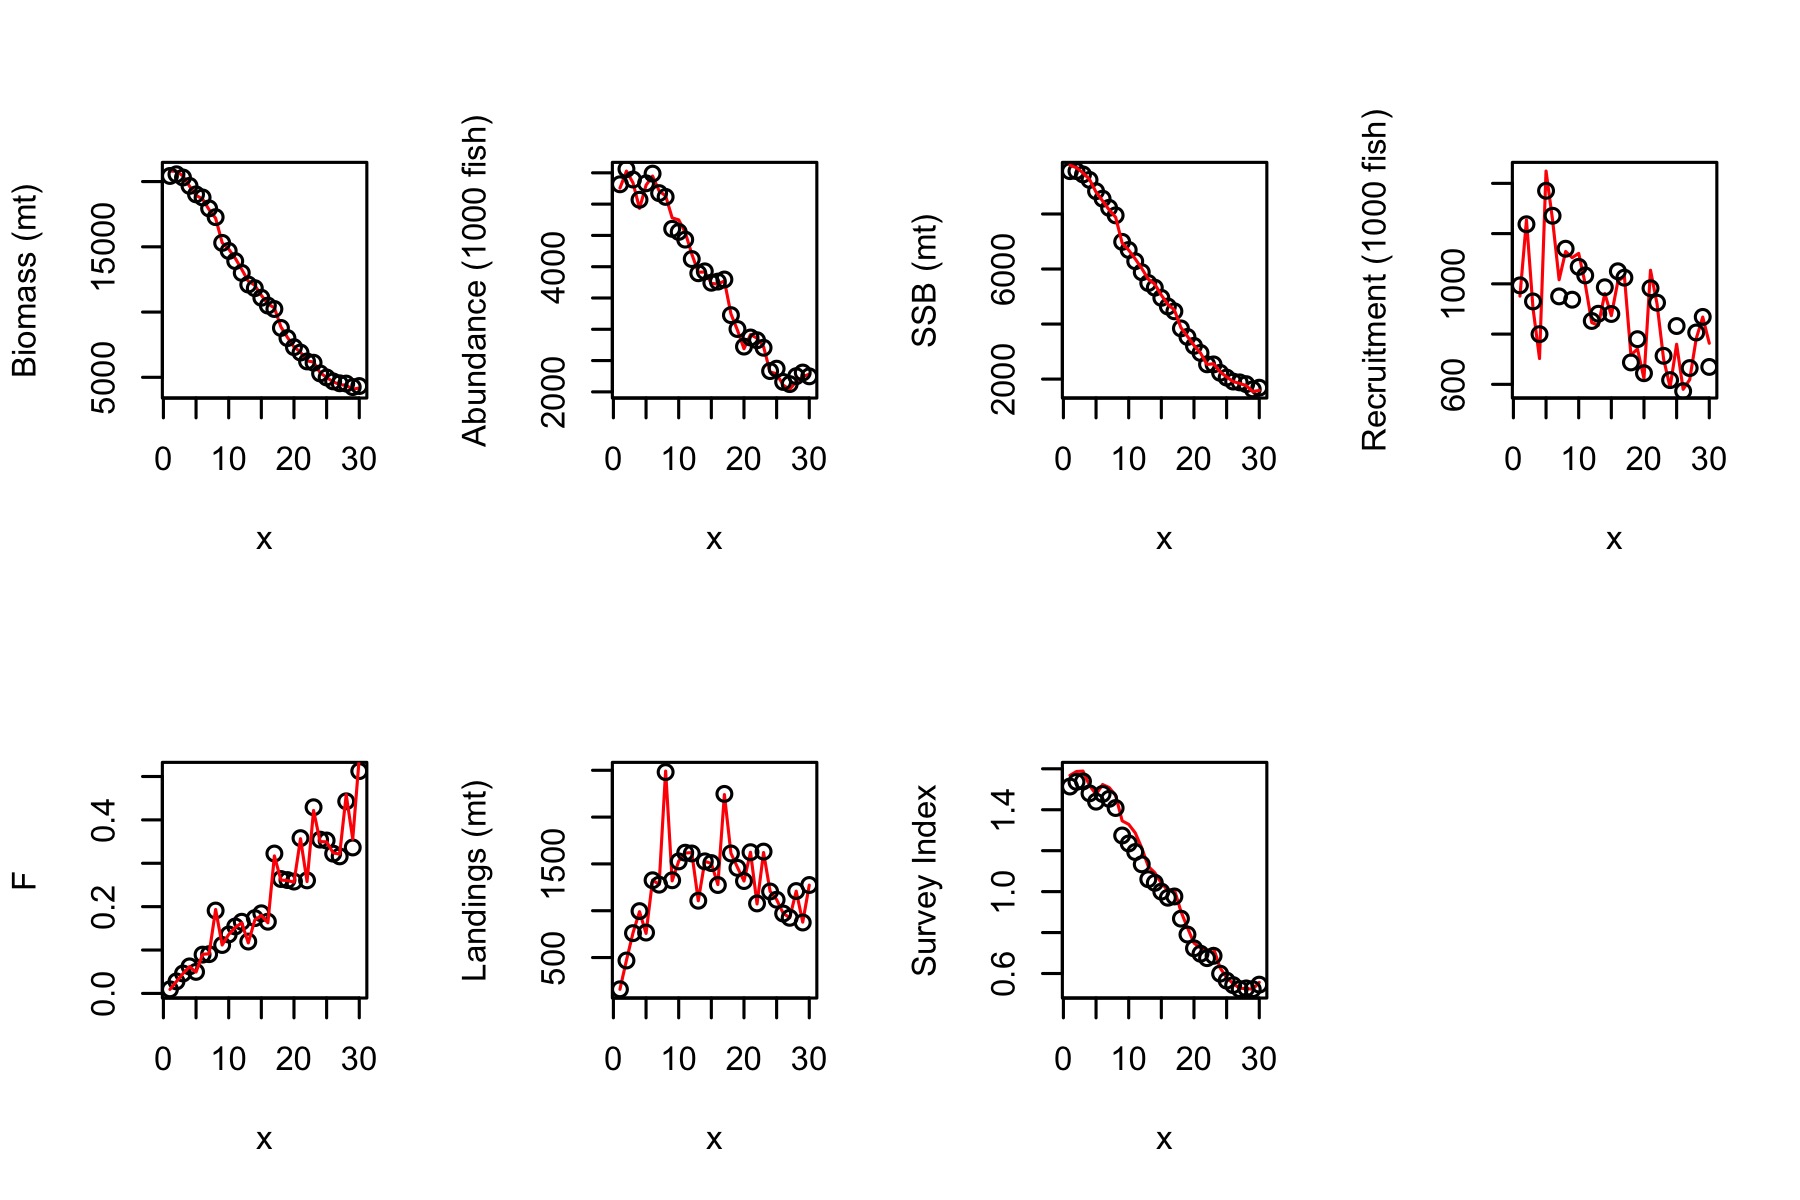 Biomass (mt)
5000 15000
0 10 20 30
x
Abundance (1000 fish)
2000 4000
0 10 20 30
x
SSB (mt)
2000 6000
0 10 20 30
x
Recruitment (1000 fish)
600 1000
0 10 20 30
x
F
0.0 0.2 0.4
0 10 20 30
x
Landings (mt)
500 1500
0 10 20 30
x
Survey Index
0.6 1.0 1.4
0 10 20 30
x